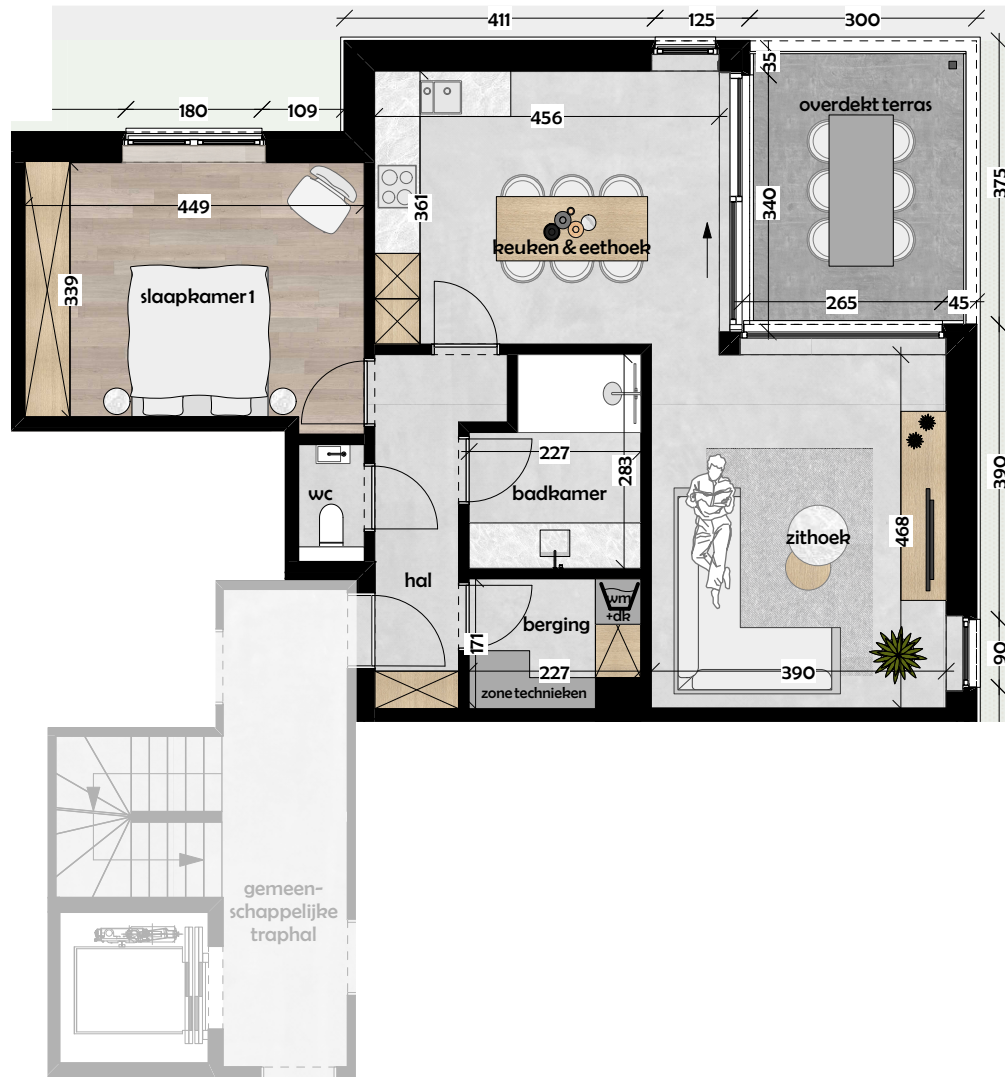 411
125
300
180
109
35
overdekt terras
456
375
449
361
340
keuken & eethoek
339
slaapkamer 1
265
45
227
283
390
wc
badkamer
468
zithoek
hal
wm
+dk
berging
171
227
390
90
zone technieken
gemeen-
schappelijke
traphal